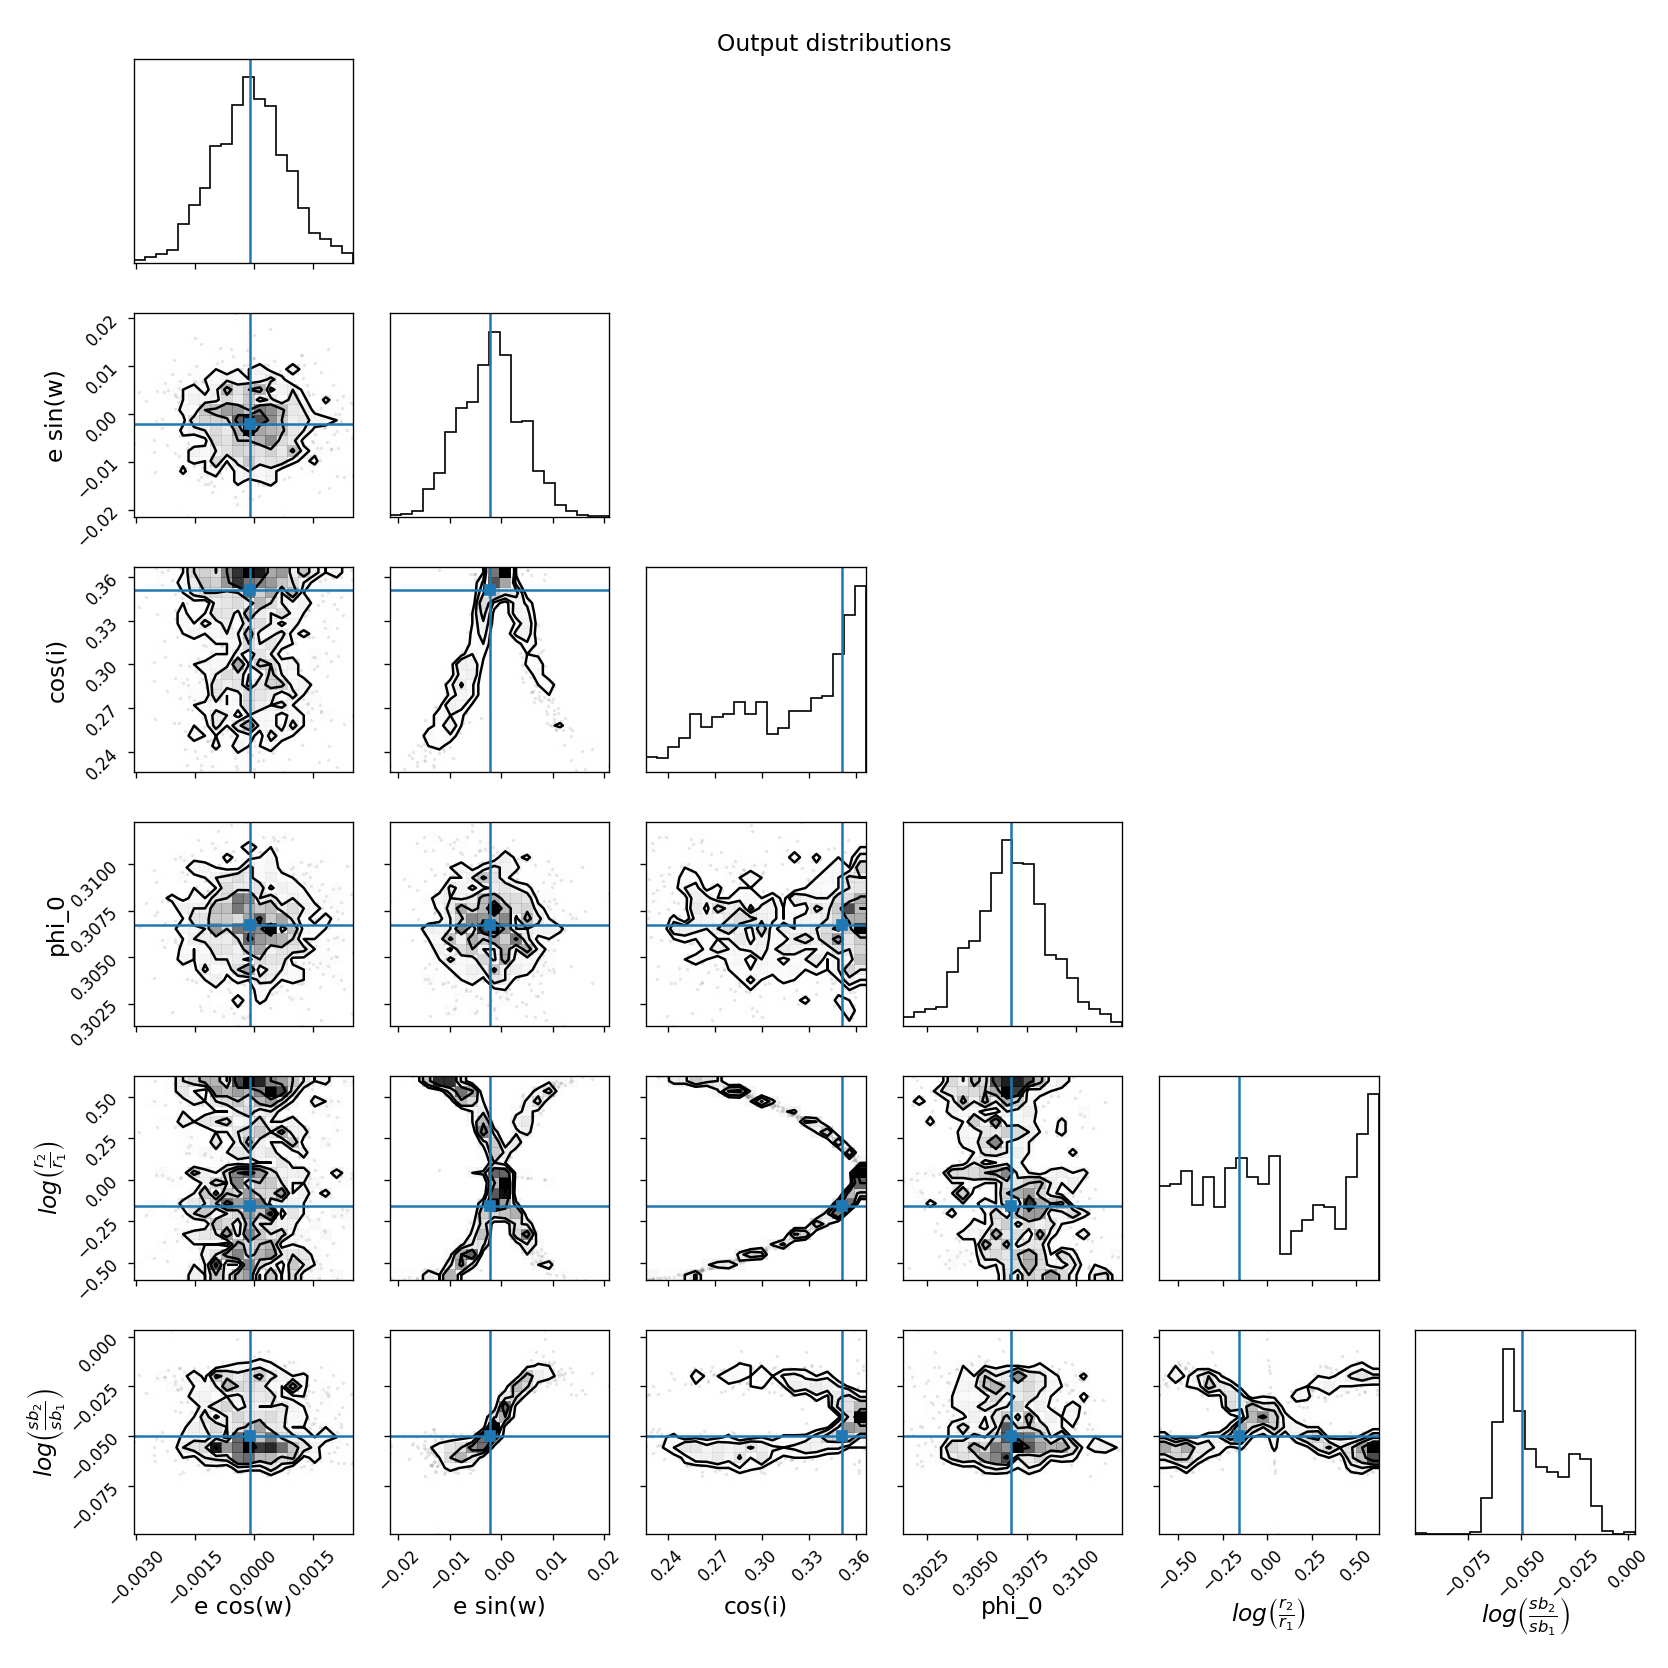 Output distributions
e sin(w)
0.02
0.01
0.00
−0.01
−0.02
cos(i)
0.36
0.33
0.30
0.27
0.24
phi_0
0.3100
0.3075
0.3050
0.3025
log(r2/r1)
0.50
0.25
0.00
−0.25
−0.50
log(sb2/sb1)
0.000
−0.025
−0.050
−0.075
−0.0030 −0.0015 0.0000 0.0015 −0.02 −0.01 0.00 0.01 0.02 0.24 0.27 0.30 0.33 0.36 0.3025 0.3050 0.3075 0.3100 −0.50 −0.25 0.00 0.25 0.50 −0.075 −0.050 −0.025 0.000
e cos(w) e sin(w) cos(i) phi_0 log(r2/r1) log(sb2/sb1)